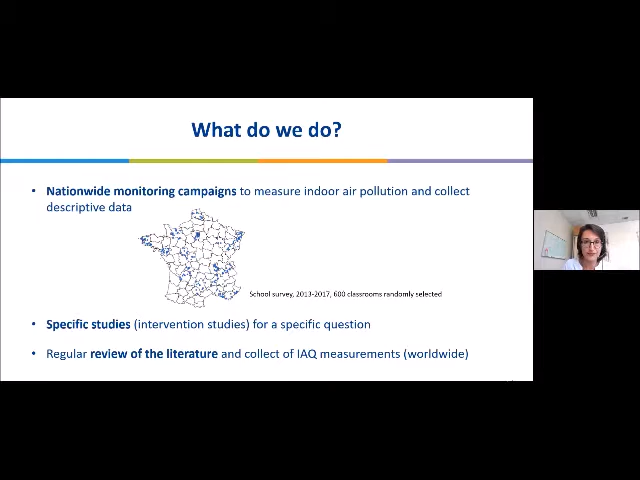 What do we do?
• Nationwide monitoring campaigns to measure indoor air pollution and collect
descriptive data
School survey, 2013-2017, 600 classrooms randomly selected
• Specific studies (intervention studies) for a specific question
• Regular review of the literature and collect of IAQ measurements (worldwide)